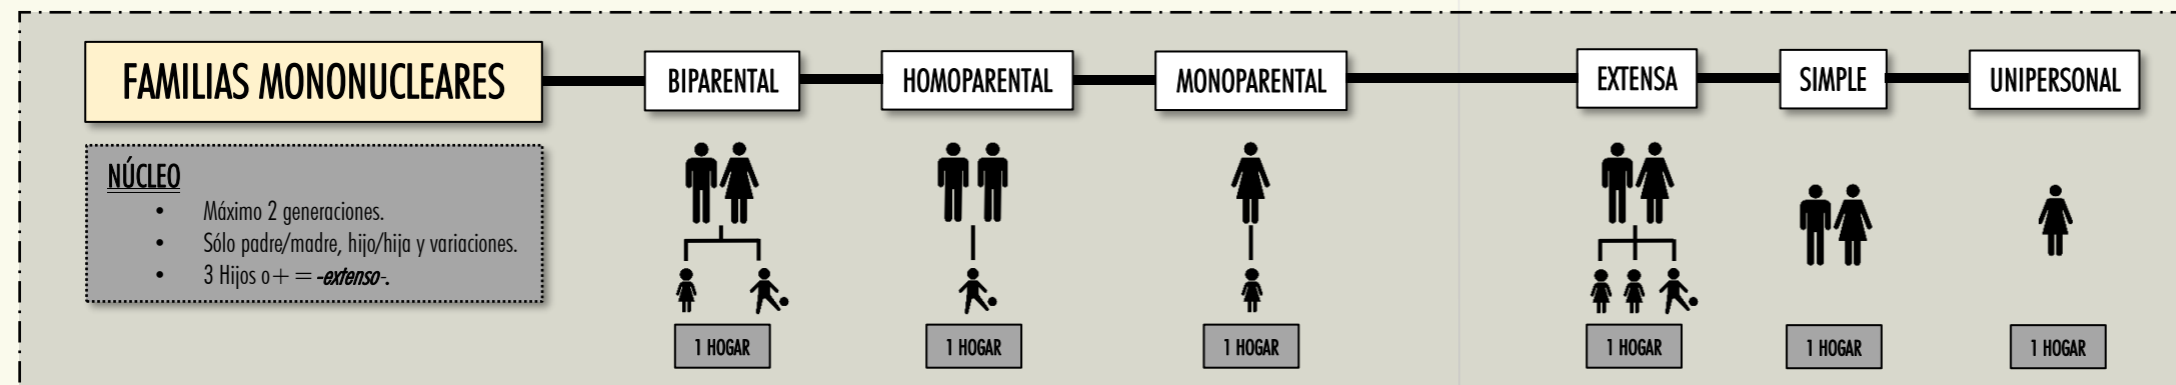 FAMILIAS MONONUCLEARES
BIPARENTAL
HOMOPARENTAL
MONOPARENTAL
EXTENSA
SIMPLE
UNIPERSONAL
NÚCLEO
• Máximo 2 generaciones.
• Sólo padre/madre, hijo/hija y variaciones.
• 3 Hijos o+ = -extenso-.
1 HOGAR
1 HOGAR
1 HOGAR
1 HOGAR
1 HOGAR
1 HOGAR